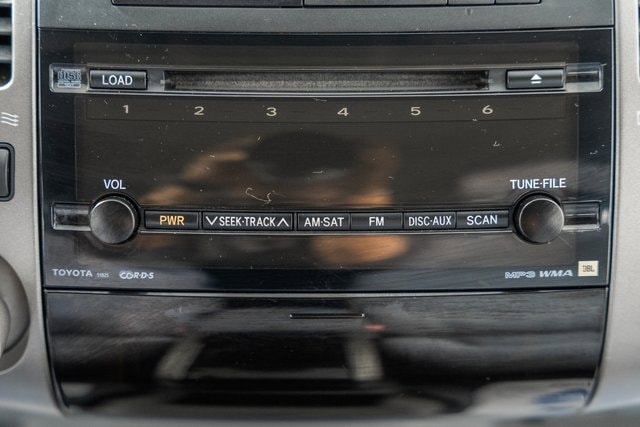 LOAD
1 2 3 4 5 6
VOL TUNE·FILE
PWR SEEK·TRACK AM·SAT FM DISC·AUX SCAN
TOYOTA 11825 MP3 WMA JBL